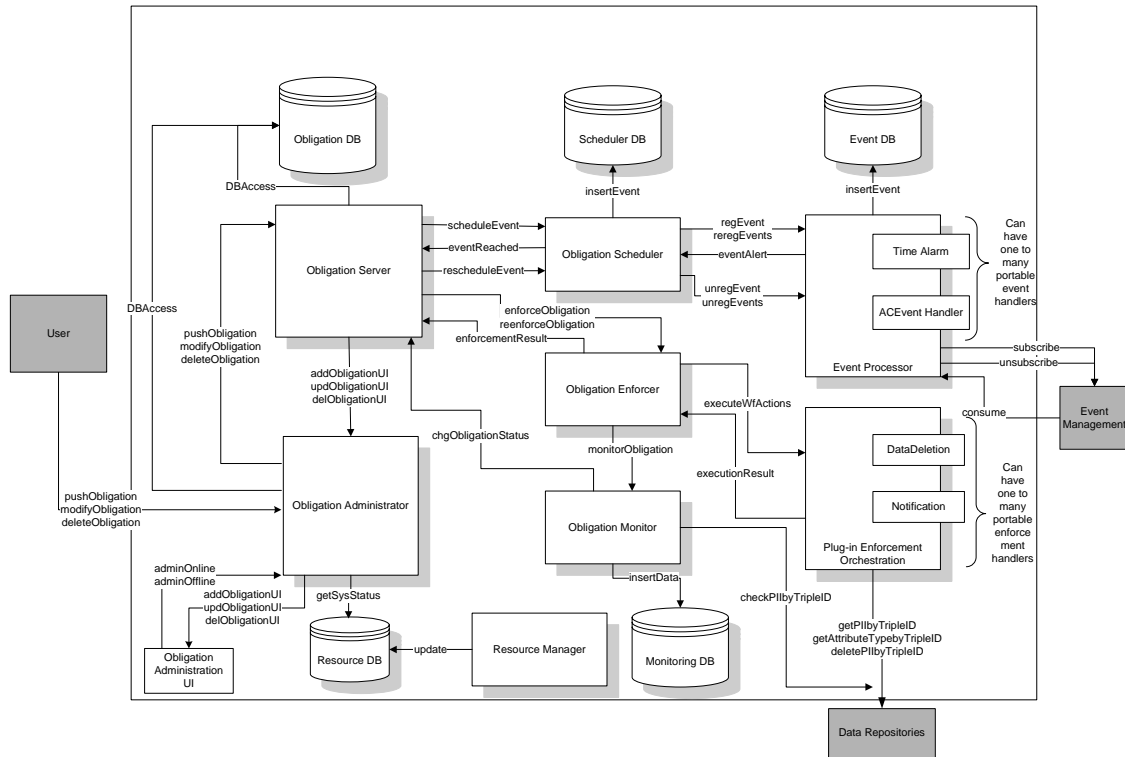 Obligation DB
Scheduler DB
Event DB
DBAccess
insertEvent
insertEvent
Obligation Server
scheduleEvent
eventReached
rescheduleEvent
Obligation Scheduler
regEvent
reregEvents
eventAlert
unregEvent
unregEvents
Time Alarm
ACEvent Handler
Event Processor
Can
have
one to
many
portable
event
handlers
User
DBAccess
pushObligation
modifyObligation
deleteObligation
enforceObligation
reenforceObligation
enforcementResult
subscribe
unsubscribe
consume
Event
Management
addObligationUI
updObligationUI
delObligationUI
Obligation Enforcer
executeWfActions
chgObligationStatus
monitorObligation
executionResult
DataDeletion
Notification
Plug-in Enforcement
Orchestration
Can
have
one to
many
portable
enforce
ment
handlers
pushObligation
modifyObligation
deleteObligation
Obligation Administrator
Obligation Monitor
adminOnline
adminOffline
addObligationUI
updObligationUI
delObligationUI
getSysStatus
insertData
checkPIIbyTripleID
getPIIbyTripleID
getAttributeTypebyTripleID
deletePIIbyTripleID
Obligation
Administration
UI
Resource DB
update
Resource Manager
Monitoring DB
Data Repositories